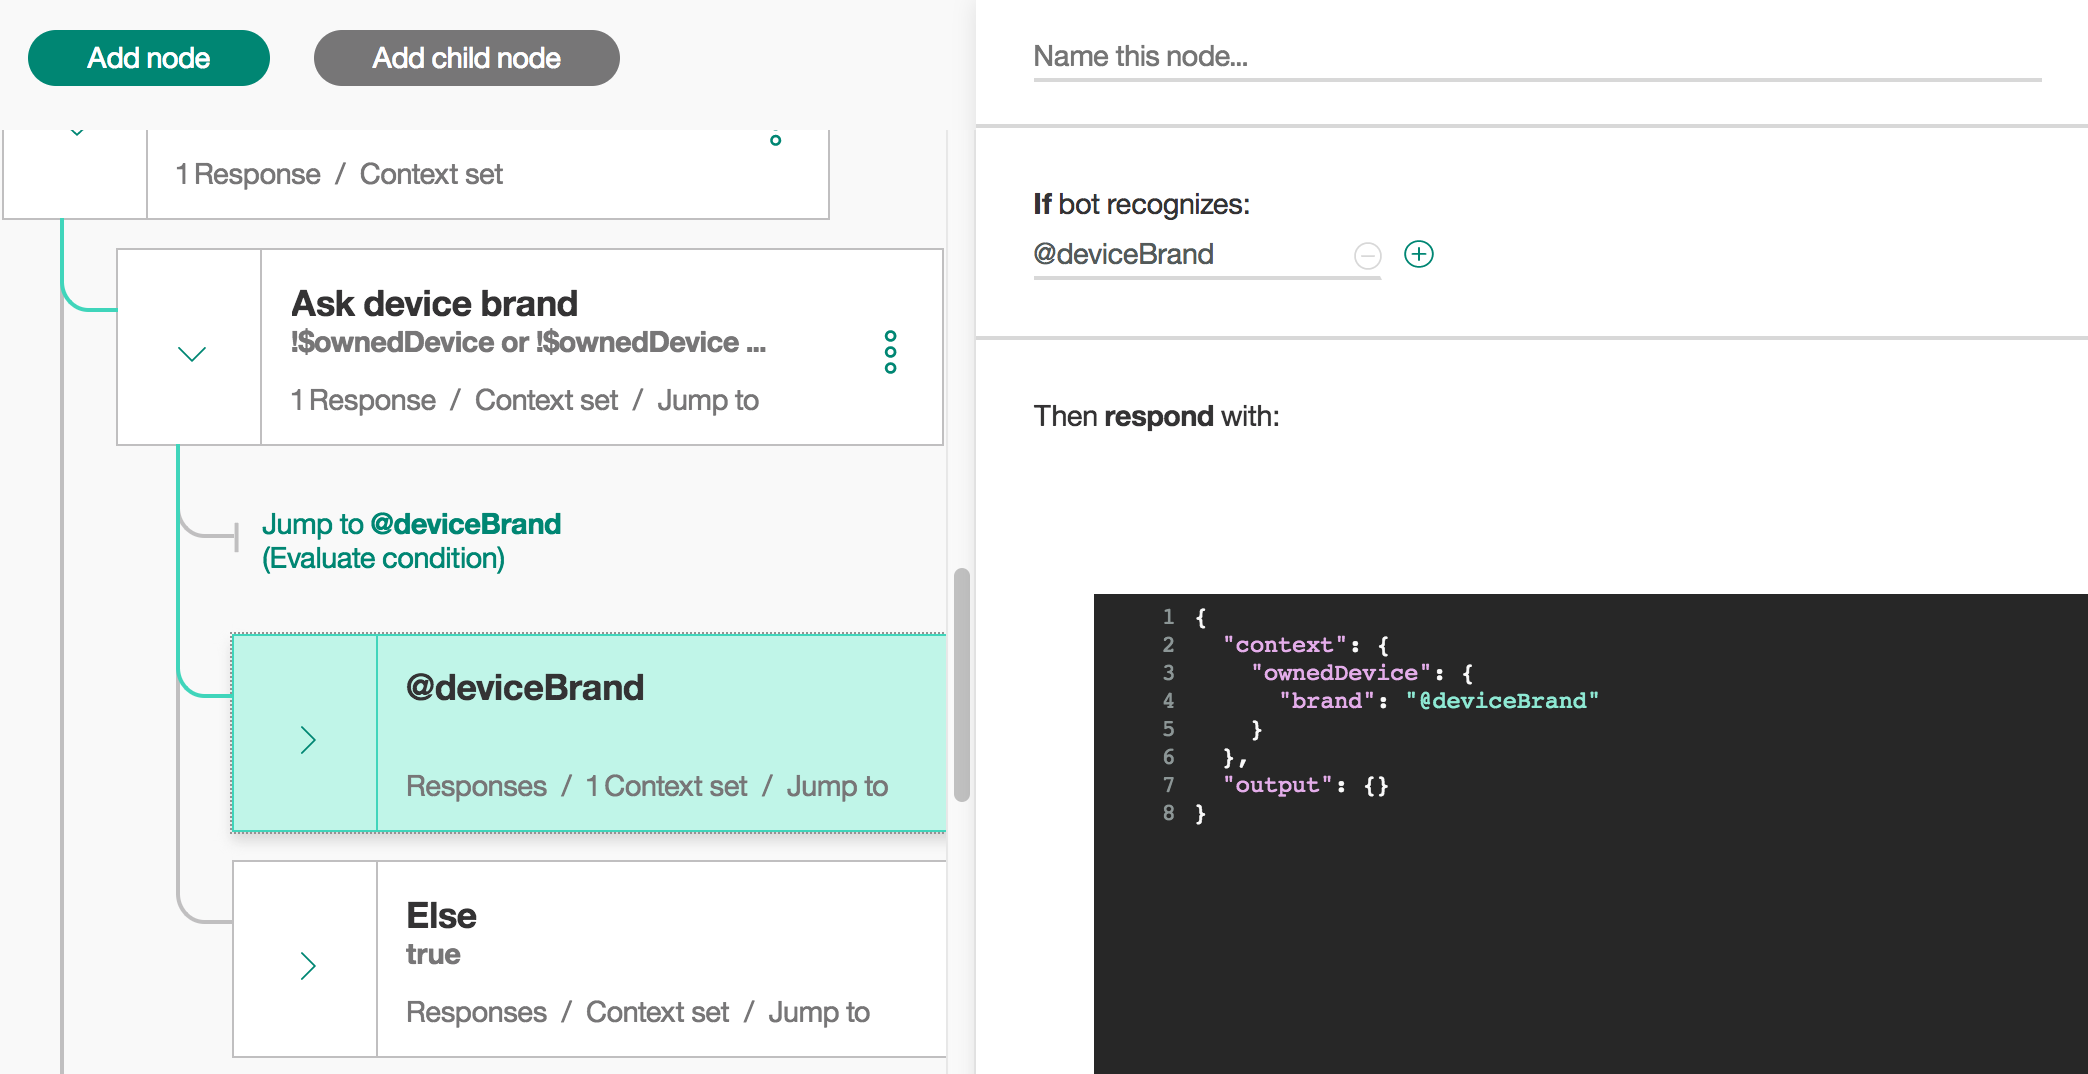 Add node
Add child node
1 Response / Context set
Ask device brand
!$ownedDevice or !$ownedDevice ...
1 Response / Context set / Jump to
Jump to @deviceBrand
(Evaluate condition)
@deviceBrand
Responses / 1 Context set / Jump to
Else
true
Responses / Context set / Jump to
Name this node...
If bot recognizes:
@deviceBrand
Then respond with:
1 {
2 "context": {
3 "ownedDevice": {
4 "brand": "@deviceBrand"
5 }
6 },
7 "output": {}
8 }